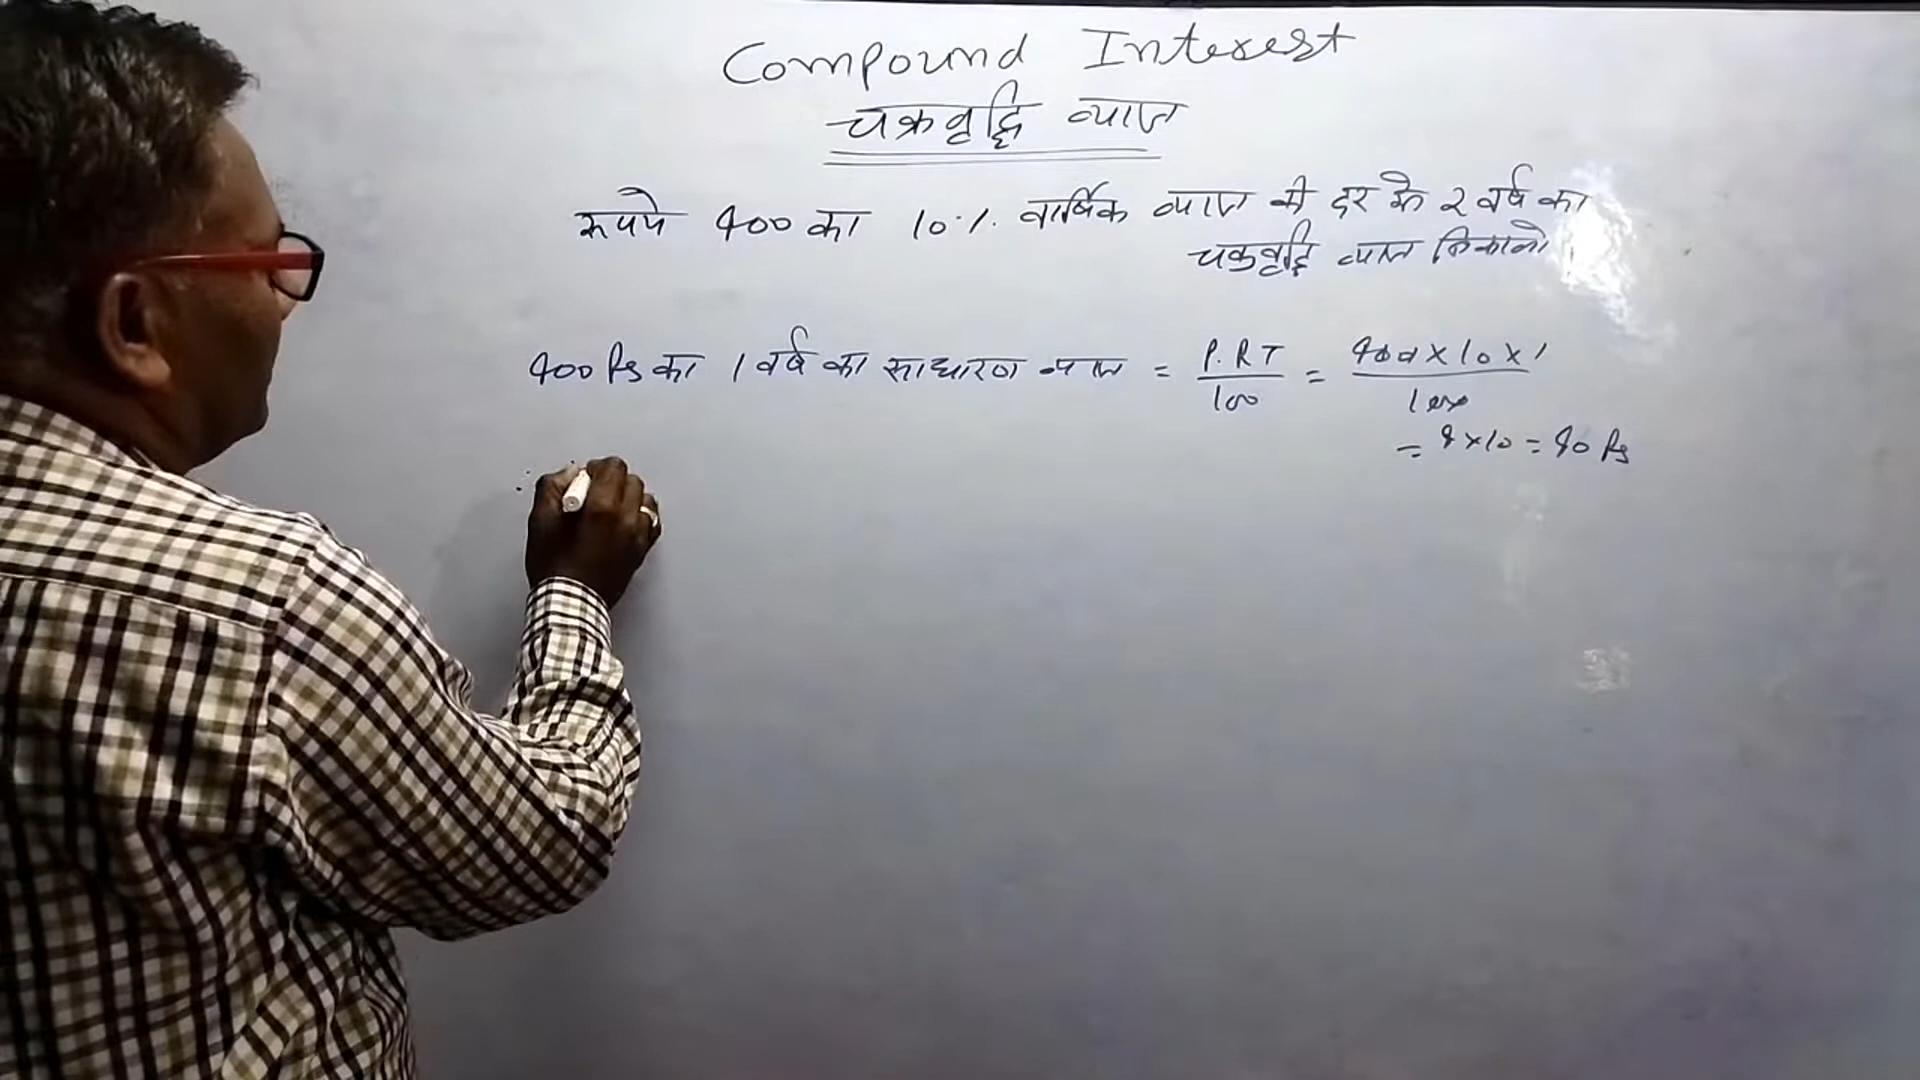 Compound Interest
चक्रवृद्धि ब्याज
रूपये 400 का 10% वार्षिक ब्याज की दर से 2 वर्ष का
चक्रवृद्धि ब्याज निकालो
400 Rs का 1 वर्ष का साधारण ब्याज = P.RT/100 = 400×10×1/100
= 4×10 = 40 Rs